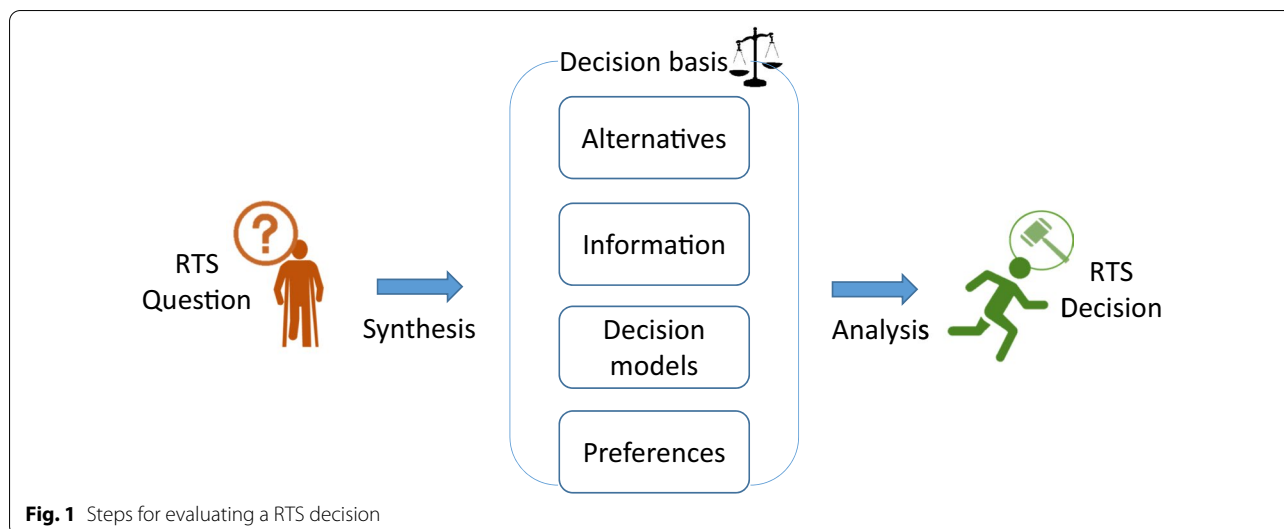 RTS
Question
?
Synthesis
Decision basis
Alternatives
Information
Decision
models
Preferences
Analysis
RTS
Decision
Fig. 1 Steps for evaluating a RTS decision